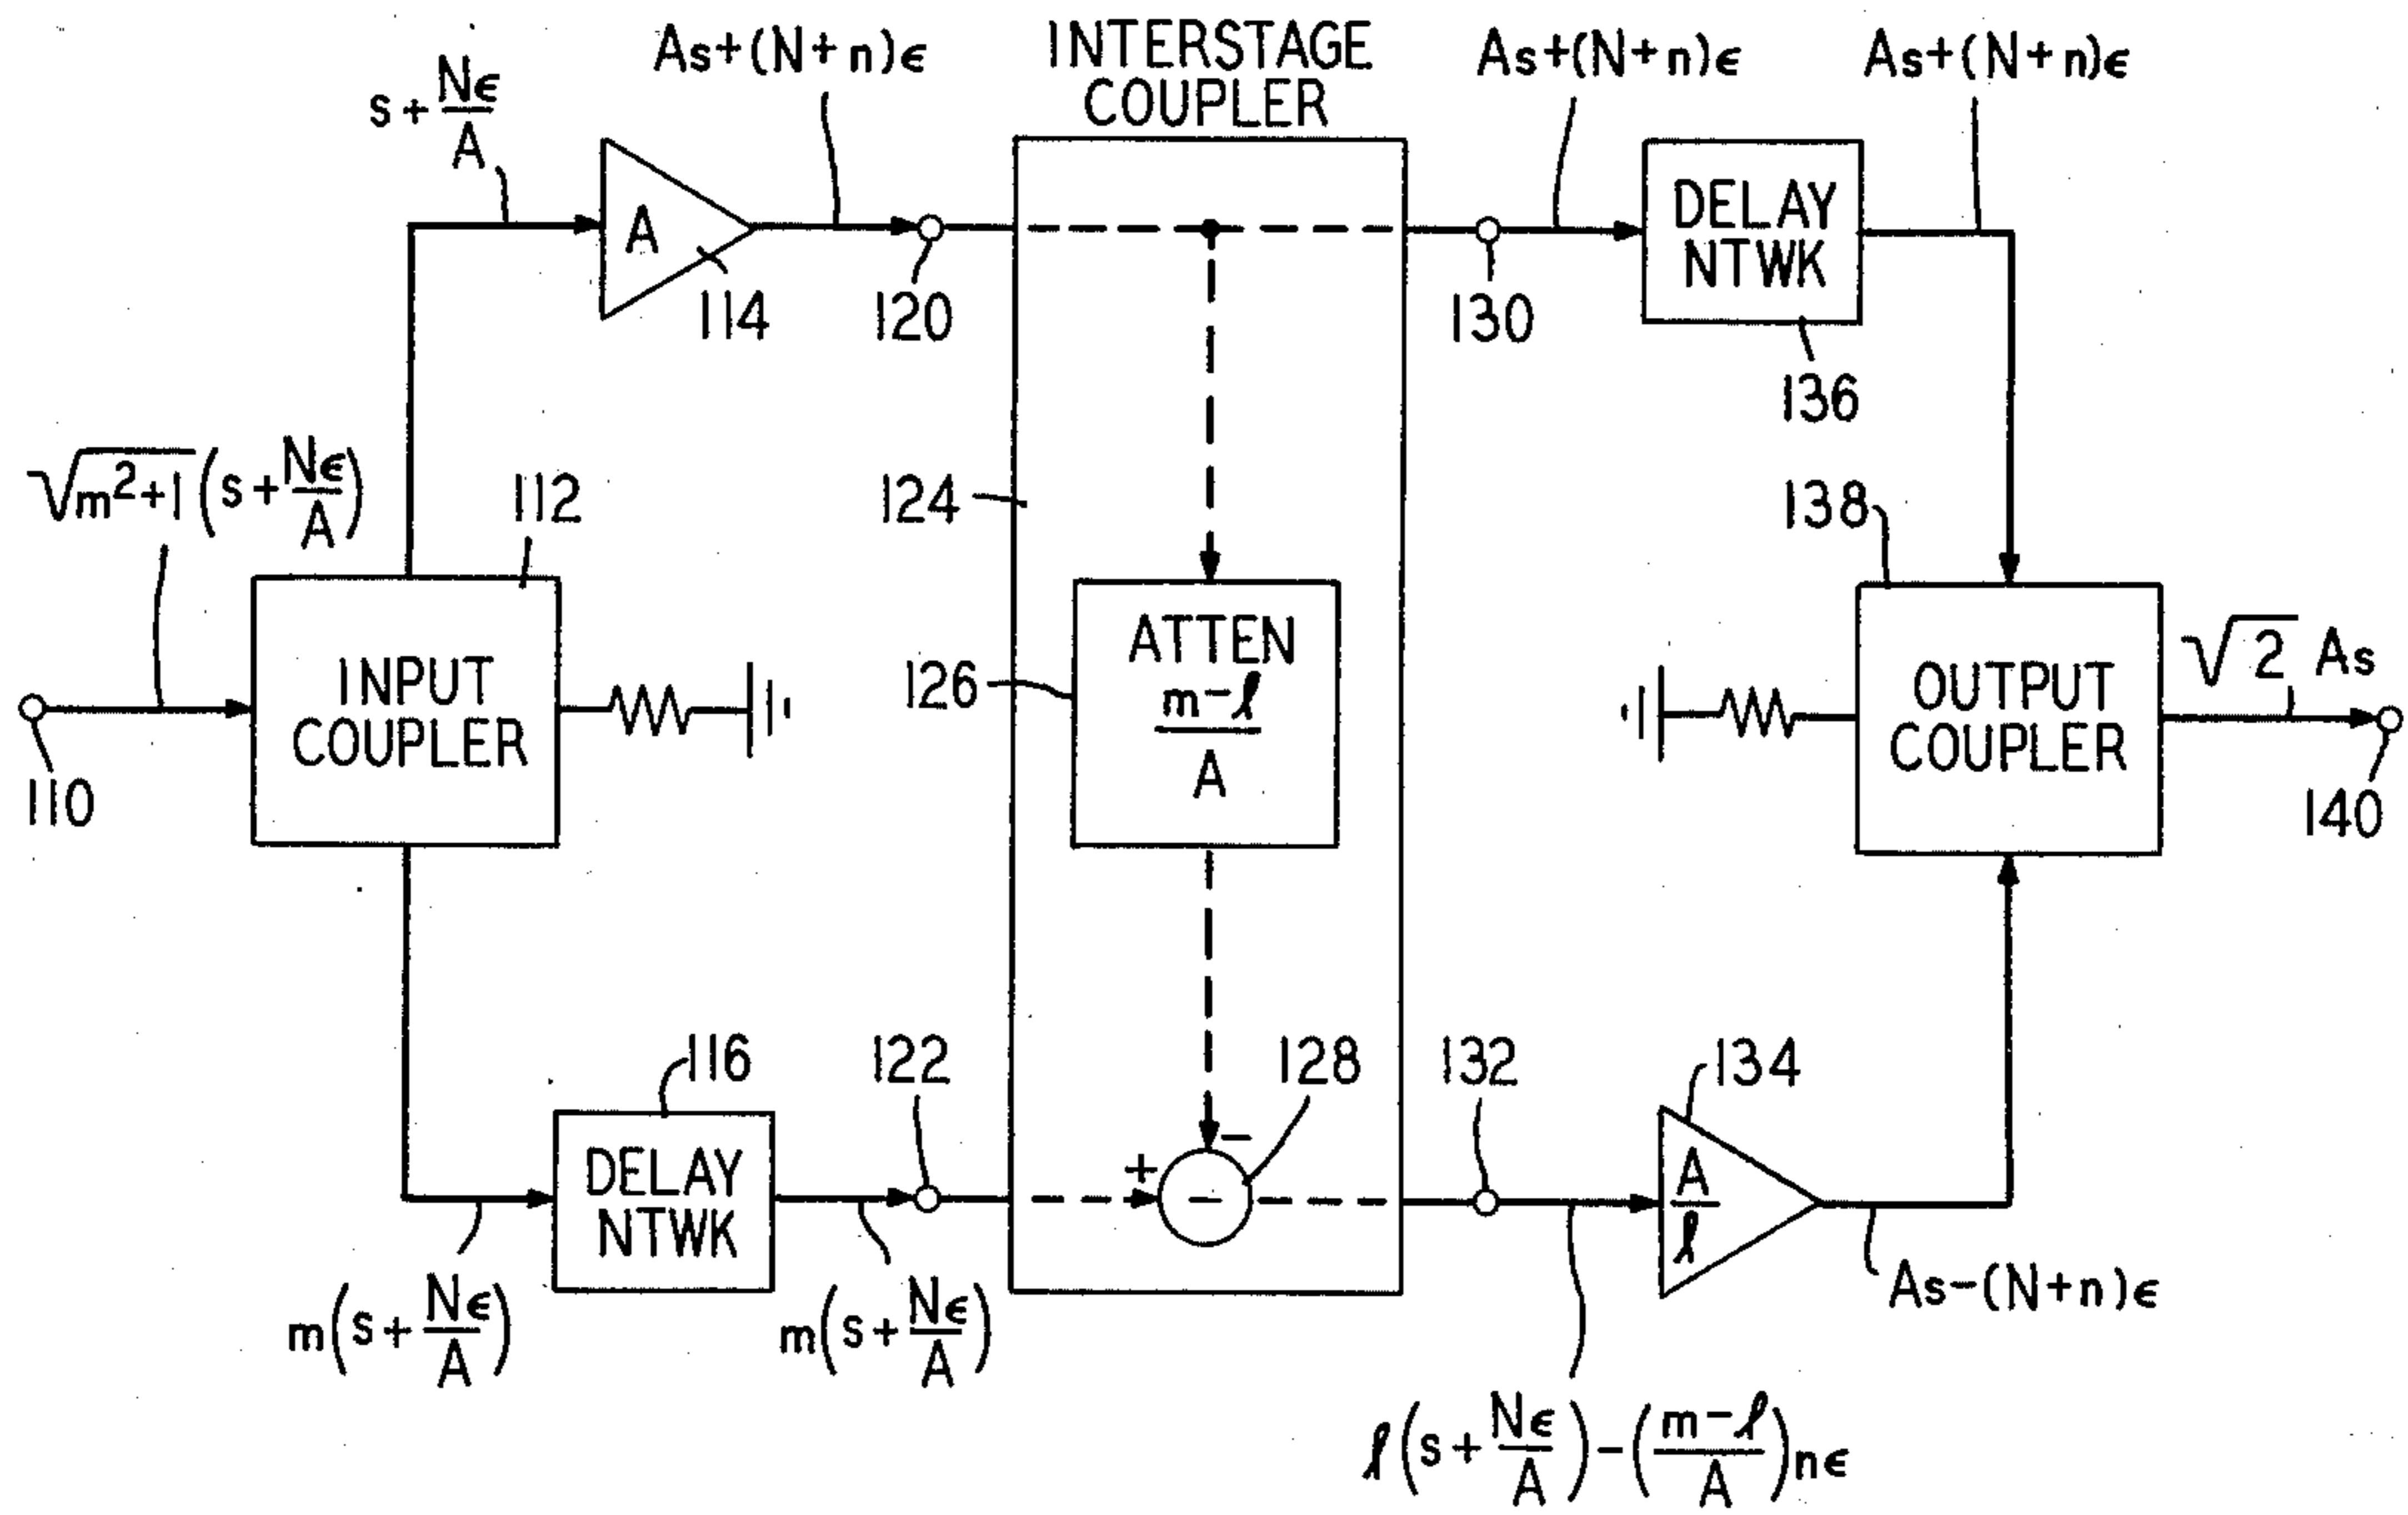 INTERSTAGE
COUPLER
s+Nϵ/A
As+(N+n)ϵ
As+(N+n)ϵ
As+(N+n)ϵ
A
114
120
130
DELAY
NTWK
136
√m²+1(s+Nϵ/A)
112
124
138
110
INPUT
COUPLER
126
ATTEN
m-ℓ/A
OUTPUT
COUPLER
√2 As
140
116
122
128
132
134
DELAY
NTWK
+
-
-
A/ℓ
m(s+Nϵ/A)
m(s+Nϵ/A)
As-(N+n)ϵ
ℓ(s+Nϵ/A)-(m-ℓ/A)nϵ